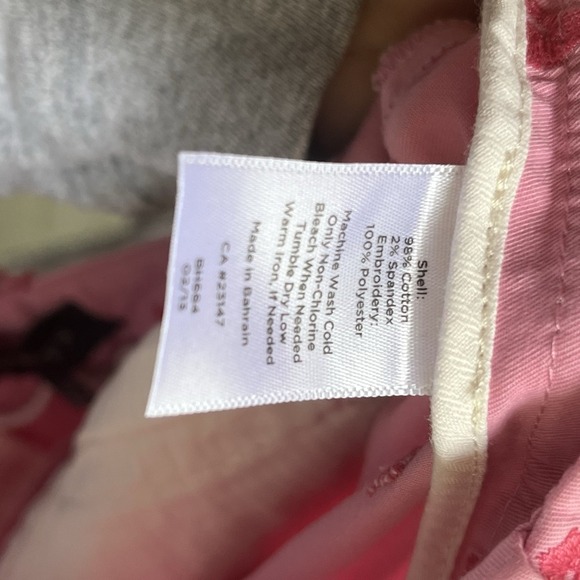 Shell:
98% Cotton
2% Spandex
Embroidery:
100% Polyester
Machine Wash Cold
Only Non-Chlorine
Bleach When Needed
Tumble Dry Low
Warm Iron, If Needed
Made in Bahrain
CA #23147
BH664
02/13